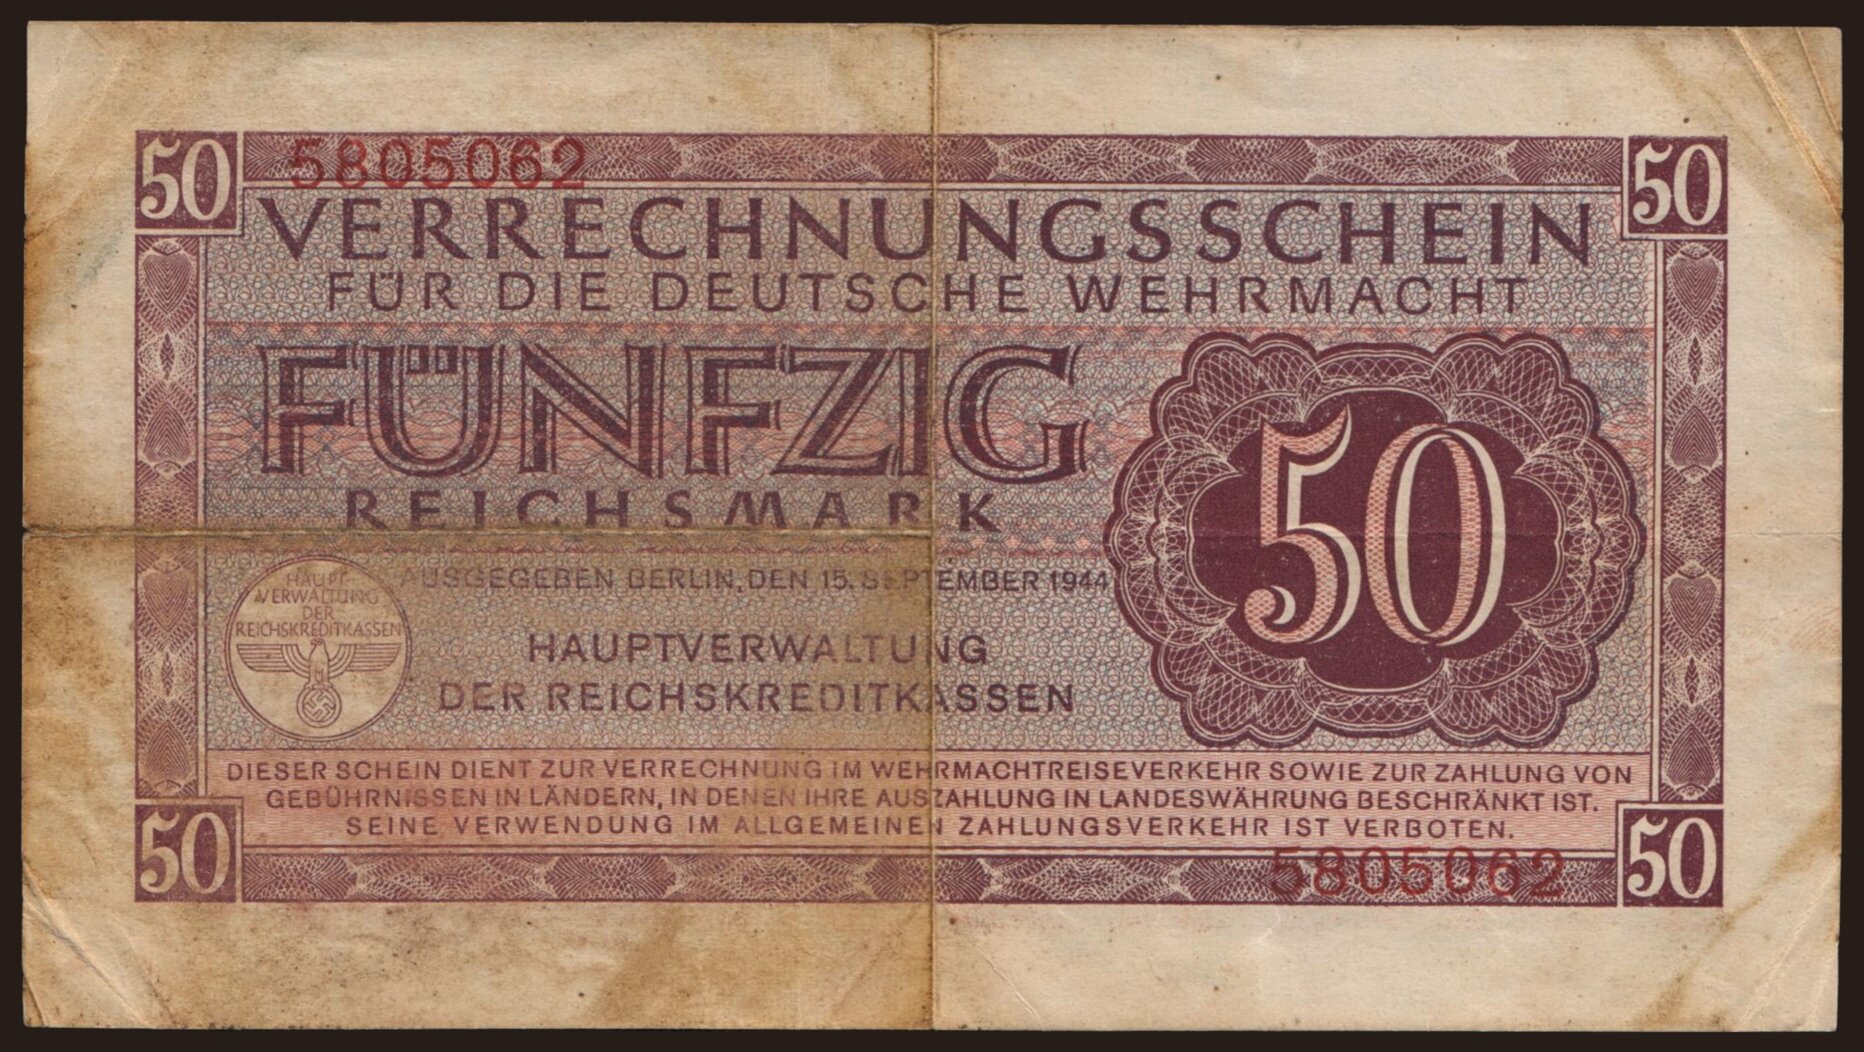 50 5805062 50
VERRECHNUNGSSCHEIN
FÜR DIE DEUTSCHE WEHRMACHT
FÜNFZIG
REICHSMARK
50
AUSGEGEBEN BERLIN, DEN 15. SEPTEMBER 1944
HAUPT-
VERWALTUNG
DER
REICHSKREDITKASSEN
HAUPTVERWALTUNG
DER REICHSKREDITKASSEN
DIESER SCHEIN DIENT ZUR VERRECHNUNG IM WEHRMACHTREISEVERKEHR SOWIE ZUR ZAHLUNG VON
GEBÜHRNISSEN IN LÄNDERN, IN DENEN IHRE AUSZAHLUNG IN LANDESWÄHRUNG BESCHRÄNKT IST.
SEINE VERWENDUNG IM ALLGEMEINEN ZAHLUNGSVERKEHR IST VERBOTEN.
50 5805062 50